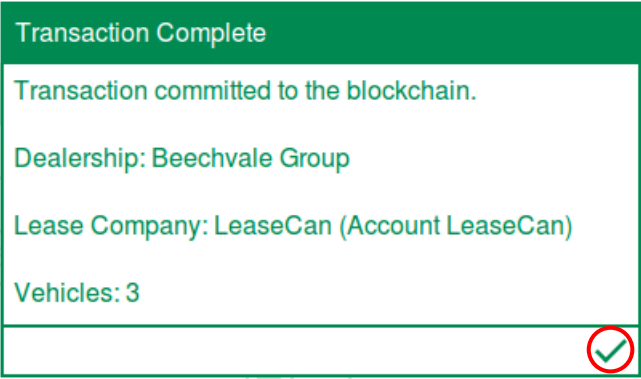 Transaction Complete
Transaction committed to the blockchain.
Dealership: Beechvale Group
Lease Company: LeaseCan (Account LeaseCan)
Vehicles: 3